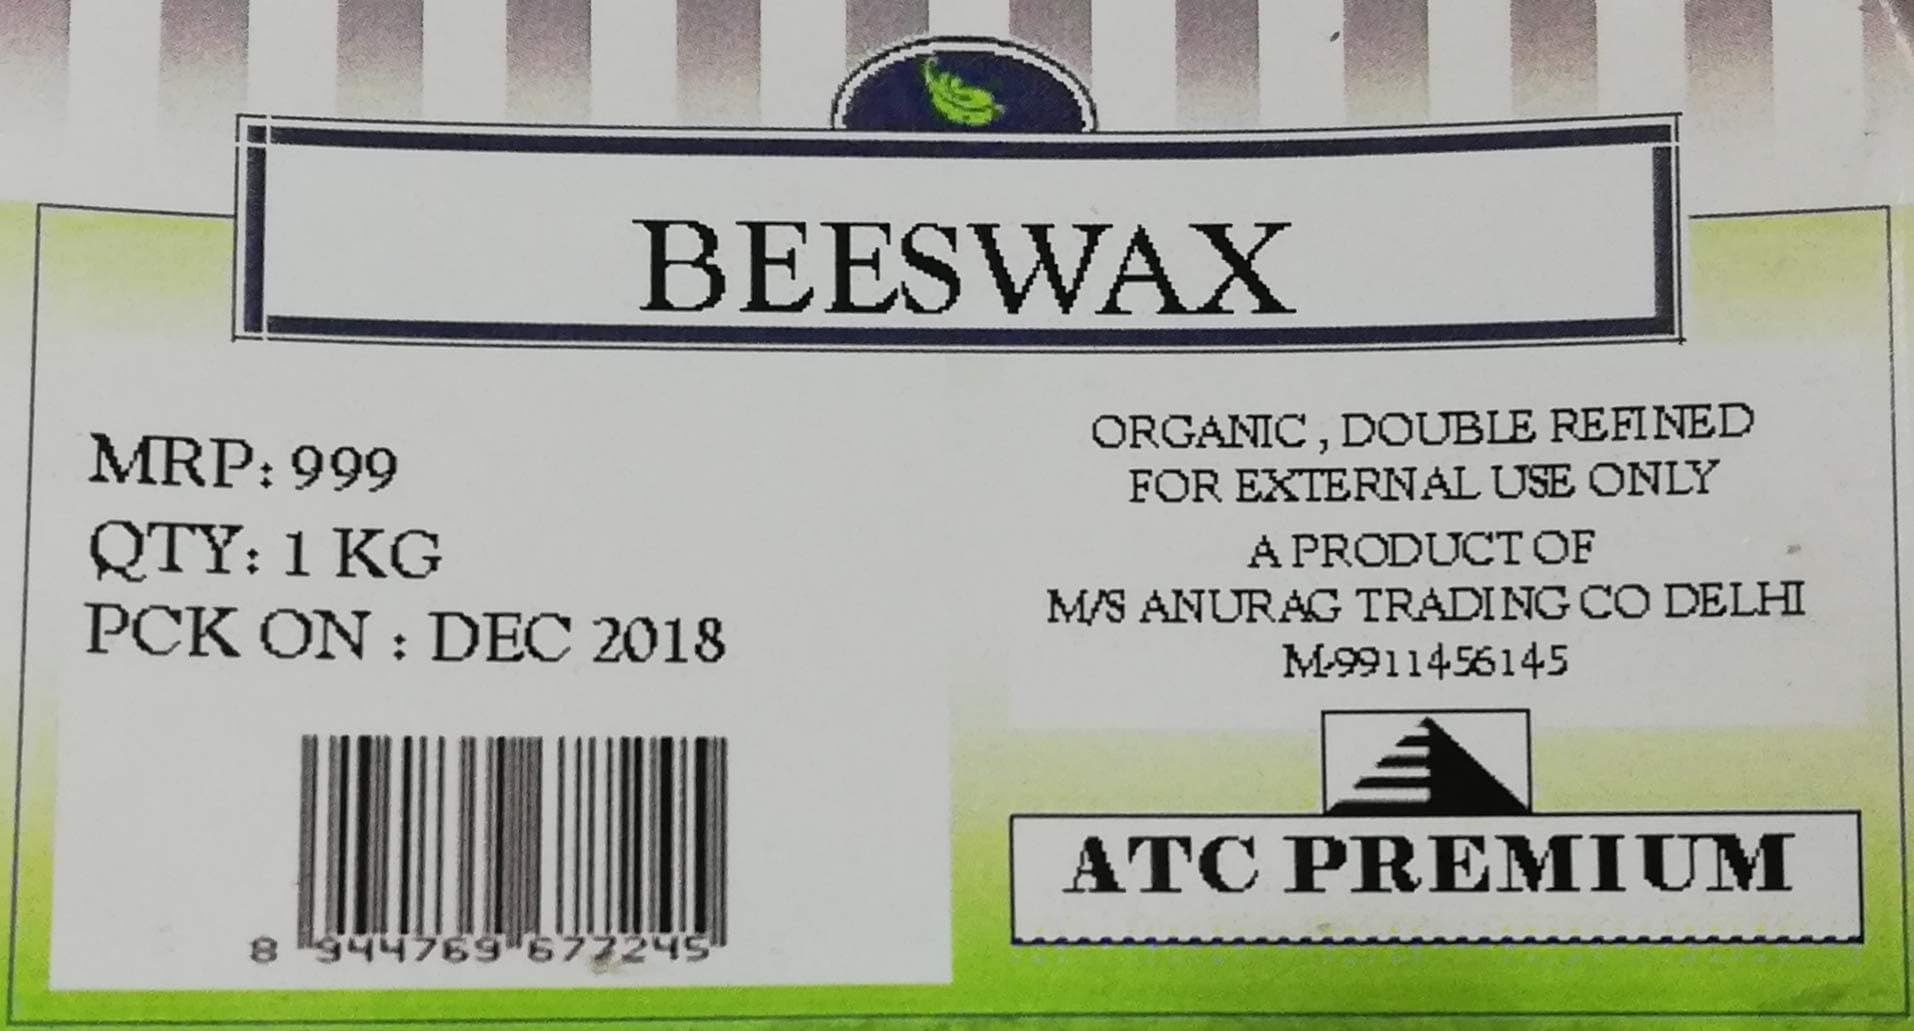 BEESWAX
MRP: 999
QTY: 1 KG
PCK ON : DEC 2018
8 944769 677245
ORGANIC , DOUBLE REFINED
FOR EXTERNAL USE ONLY
A PRODUCT OF
M/S ANURAG TRADING CO DELHI
M-9911456145
ATC PREMIUM